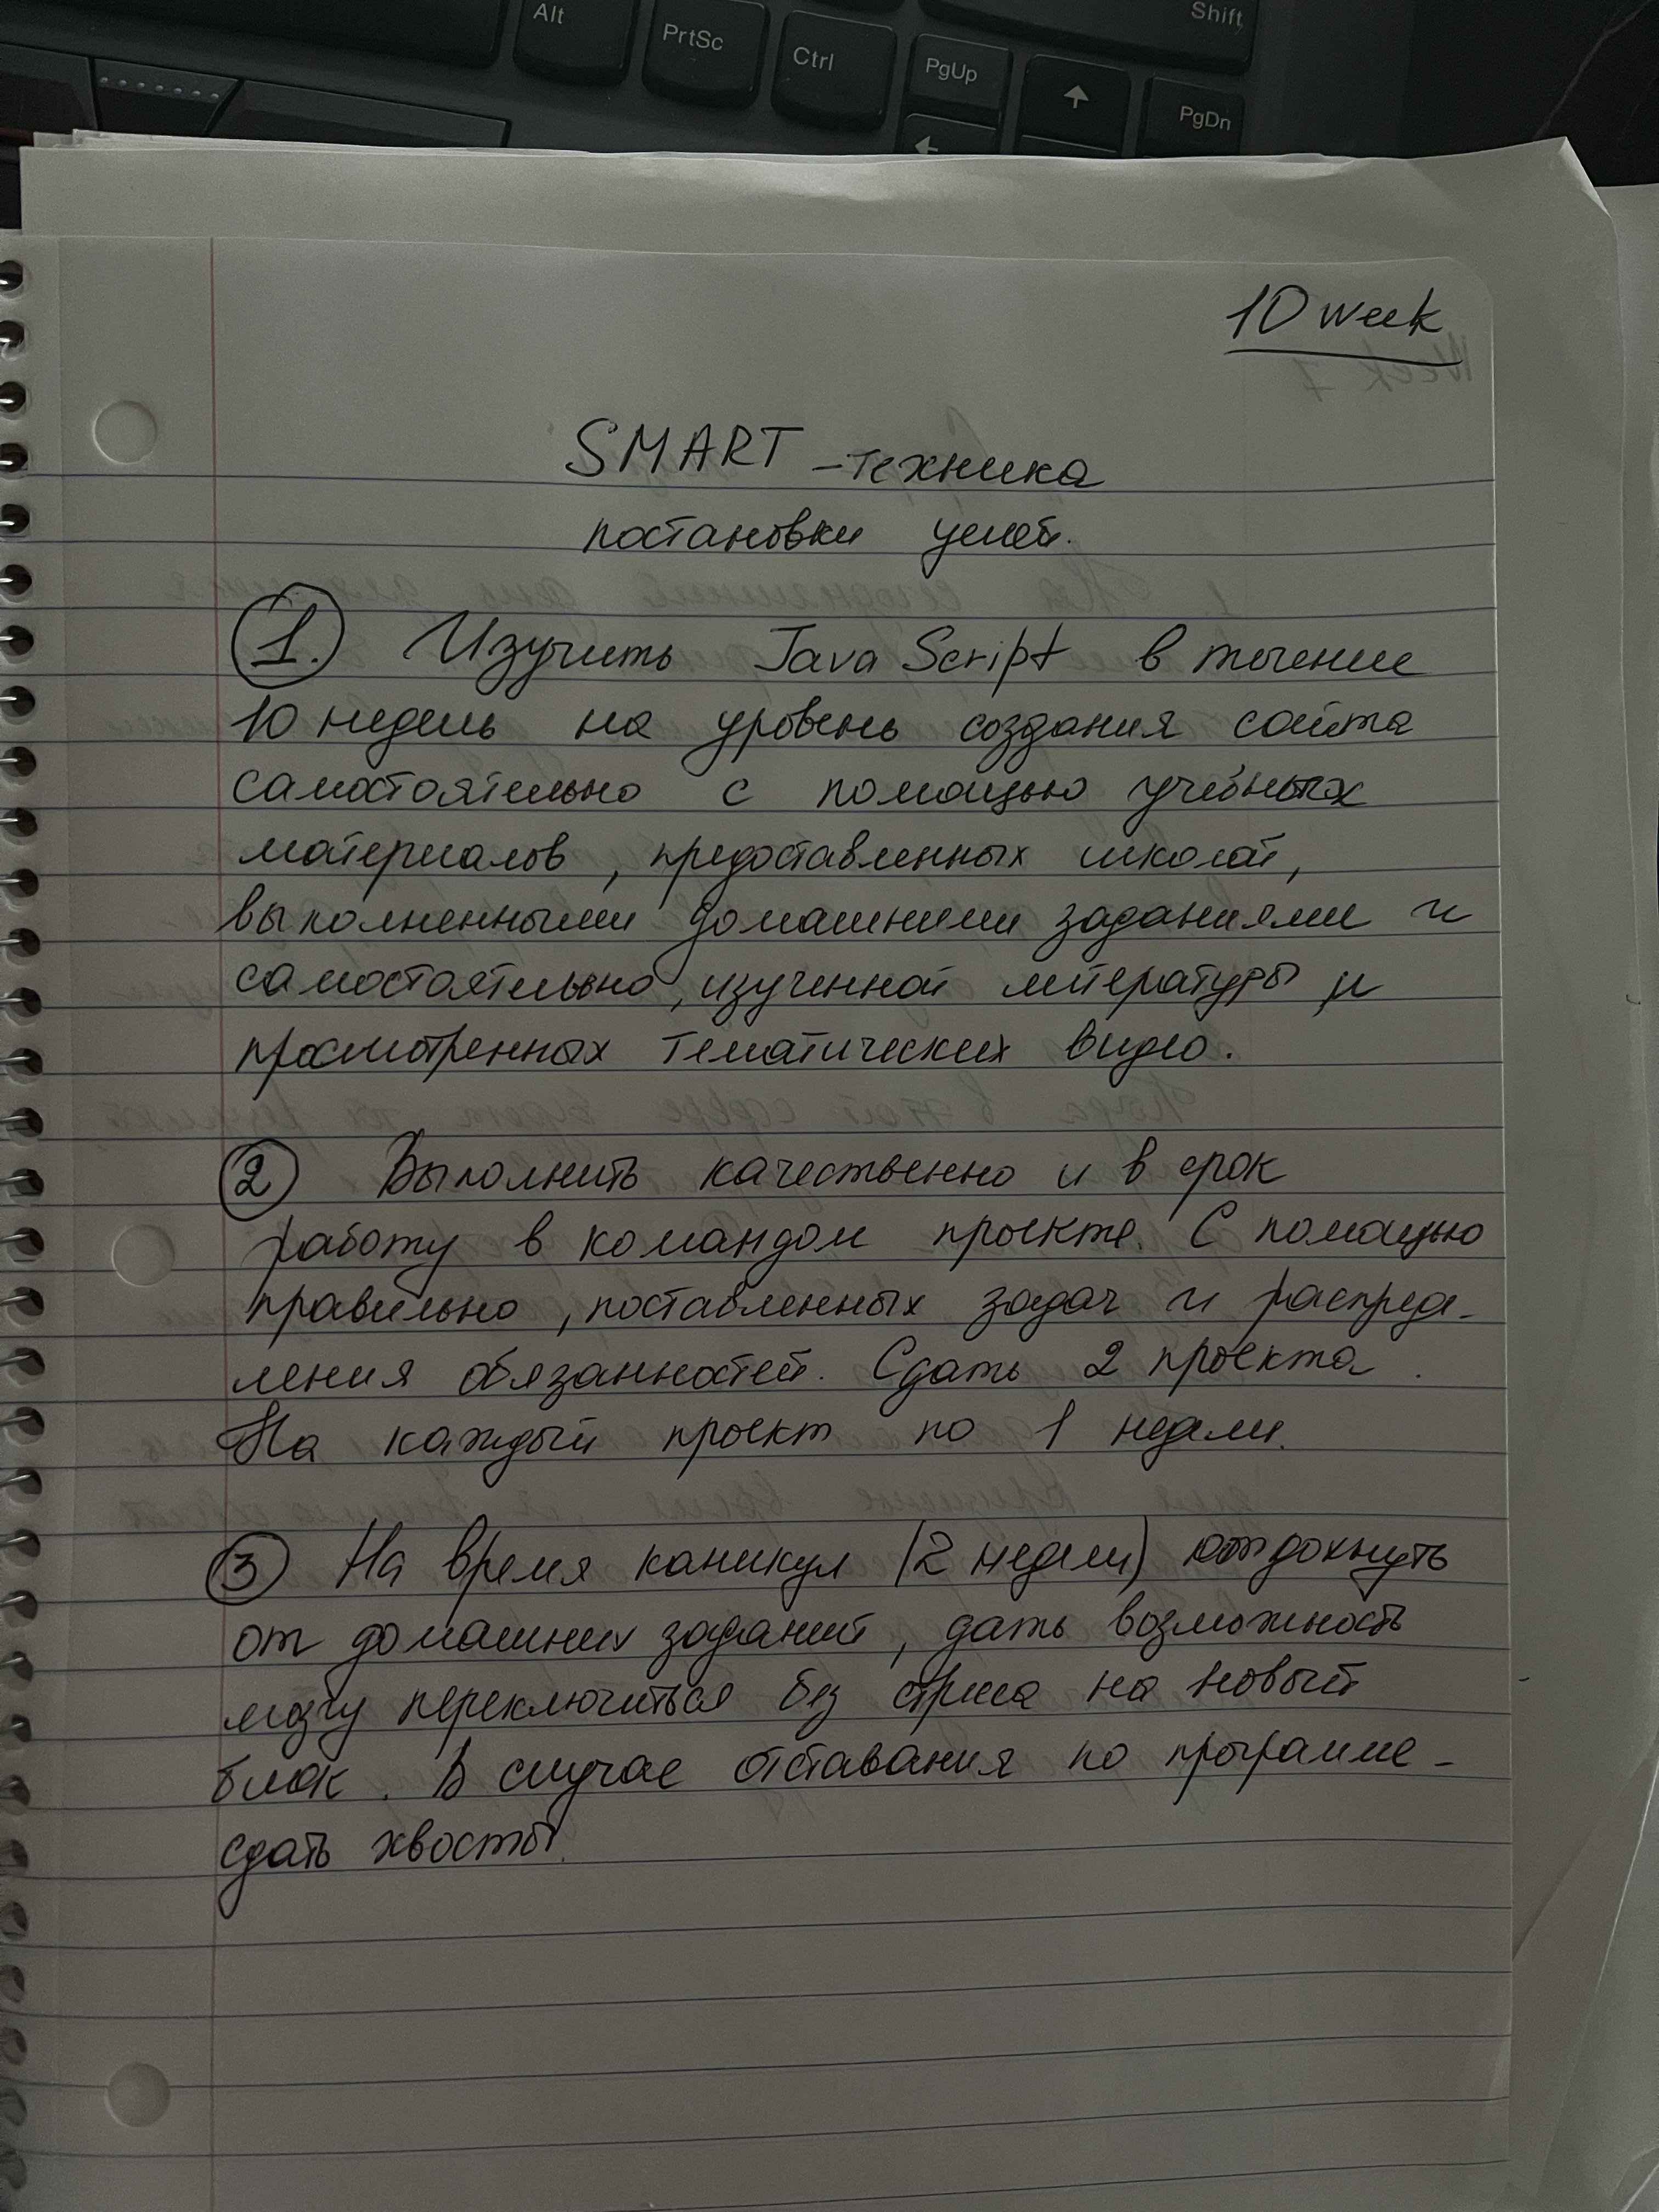 Alt
PrtSc
Ctrl
PgUp
Shift
PgDn
10 week
SMART - техника
постановки целей.
1. Изучить Java Script в течение
10 недель на уровень создания сайта
самостоятельно с помощью учебных
материалов, предоставленных школой,
выполненными домашними заданиями и
самостоятельно, изученной литературы и
просмотренных тематических видео.
2 Выполнить качественно и в срок
работу в командом проекте. С помощью
правильно, поставленных задач и распреде-
ления обязанностей. Сдать 2 проекта.
На каждый проект по 1 недели.
3 На время каникул (2 недели) отдохнуть
от домашних заданий, дать возможность
мозгу переключиться без стресса на новый
блок. В случае отставания по программе -
сдать хвосты.